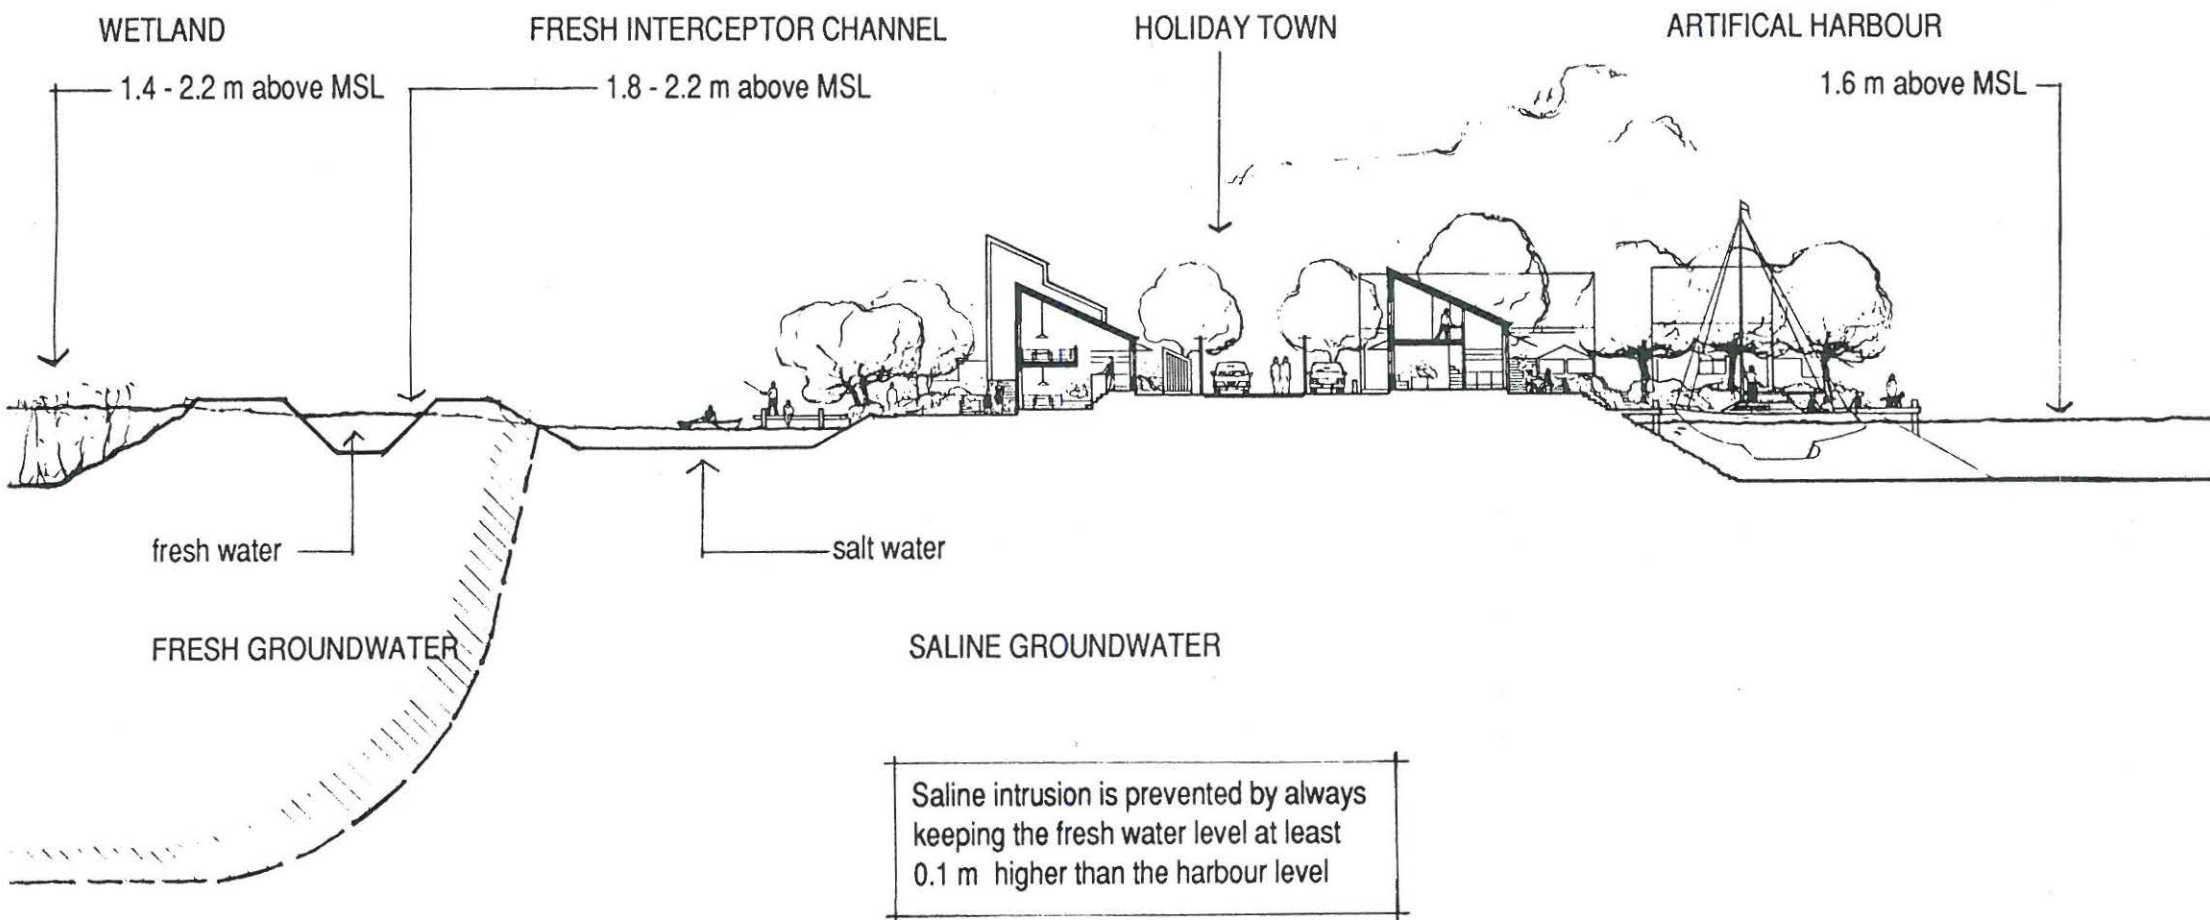 WETLAND
FRESH INTERCEPTOR CHANNEL
HOLIDAY TOWN
ARTIFICAL HARBOUR
1.4 - 2.2 m above MSL
1.8 - 2.2 m above MSL
1.6 m above MSL
fresh water
salt water
FRESH GROUNDWATER
SALINE GROUNDWATER
Saline intrusion is prevented by always
keeping the fresh water level at least
0.1 m higher than the harbour level